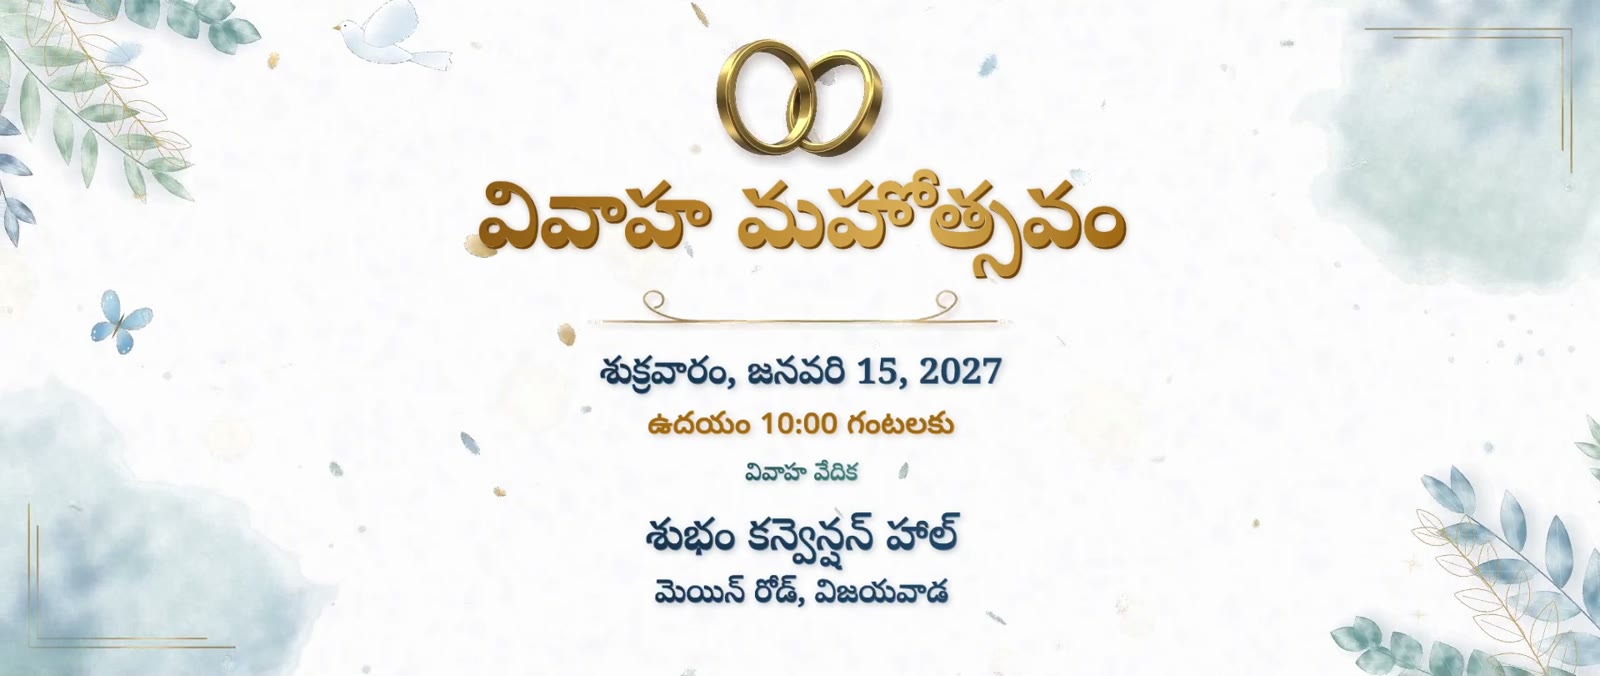 వివాహ మహోత్సవం
శుక్రవారం, జనవరి 15, 2027
ఉదయం 10:00 గంటలకు
వివాహ వేదిక
శుభం కన్వెన్షన్ హాల్
మెయిన్ రోడ్, విజయవాడ